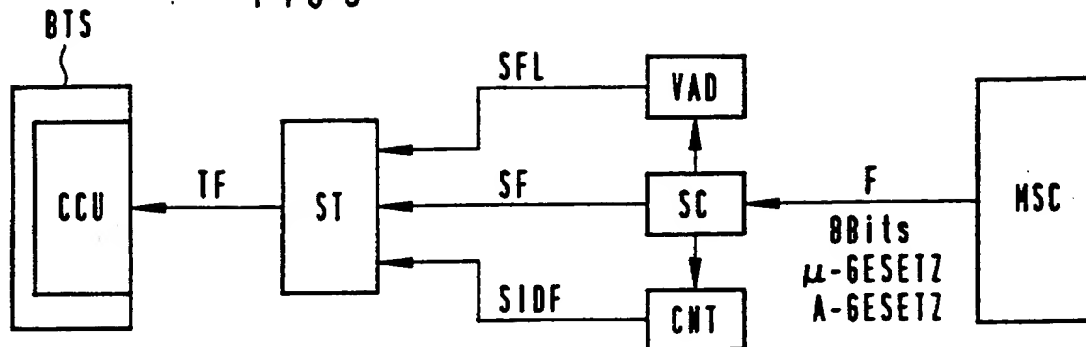 BTS
SFL
VAD
CCU
TF
ST
SF
SC
F
MSC
8Bits
μ-GESETZ
A-GESETZ
SIDF
CNT